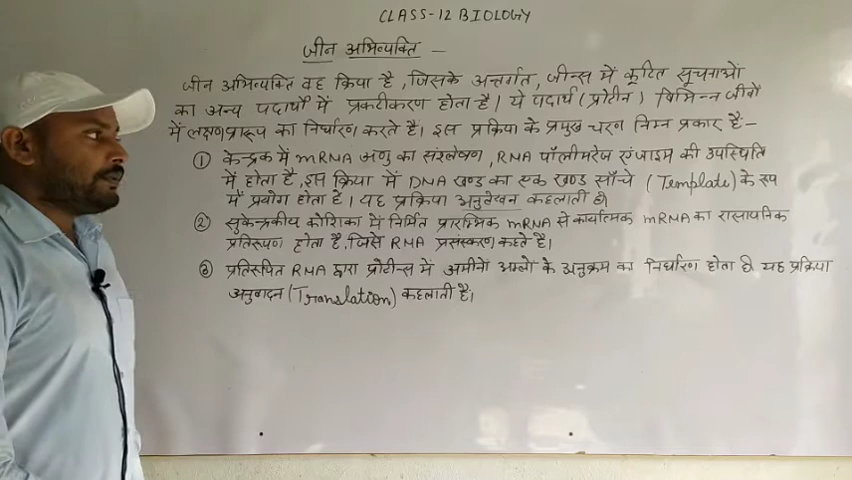 CLASS-12 BIOLOGY
जीन अभिव्यक्ति —
जीन अभिव्यक्ति वह क्रिया है, जिसके अन्तर्गत, जीन्स में कूटित सूचनाओं
का अन्य पदार्थों में प्रकटीकरण होता है। ये पदार्थ (प्रोटीन) विभिन्न जीवों
में लक्षण प्रारूप का निर्धारण करते है। इस प्रक्रिया के प्रमुख चरण निम्न प्रकार है:-
① केन्द्रक में mRNA अणु का संश्लेषण, RNA पॉलीमरेज एंजाइम की उपस्थिति
में होता है, इस क्रिया में DNA खण्ड का एक खण्ड साँचे (Template) के रूप
में प्रयोग होता है। यह प्रक्रिया अनुलेखन कहलाती है।
② सुकेन्द्रकीय कोशिका में निर्मित प्रारम्भिक mRNA से कार्यात्मक mRNA का रासायनिक
प्रतिरूपण होता है, जिसे RNA प्रसंस्करण कहते है।
③ प्रतिरूपित RNA द्वारा प्रोटीन्स में अमीनो अम्लों के अनुक्रम का निर्धारण होता है। यह प्रक्रिया
अनुवादन (Translation) कहलाती है।